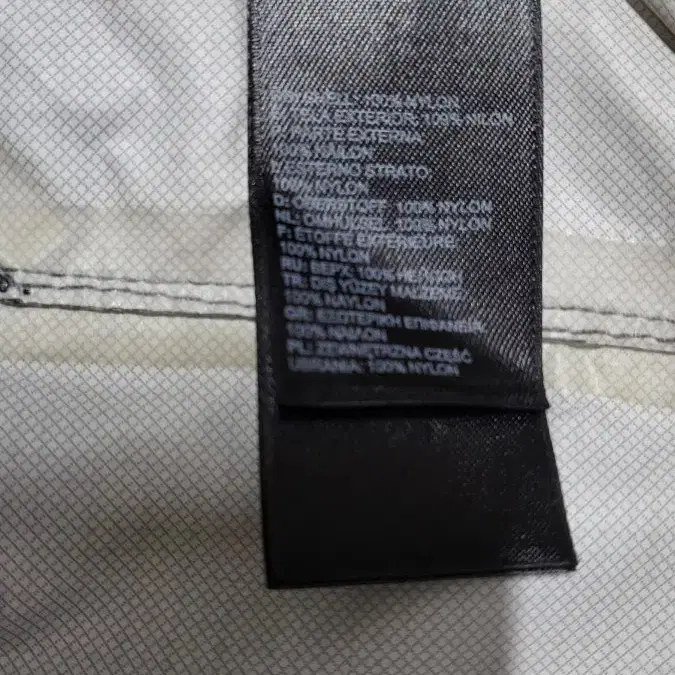 SHELL: 100% NYLON
TELA EXTERIOR: 100% NILON
PARTE EXTERNA
100% NAILON
ESTERNO STRATO
100% NYLON
D: OBERSTOFF: 100% NYLON
NL: 100% NYLON
F: ETOFFE EXTERIEURE
100% NYLON
RU: ВЕРХ: 100% НЕЙЛОН
TR: DIS YÜZEY MALZEME:
100% NAYLON
GR: ΕΞΩΤΕΡΙΚΗ ΕΠΙΦΑΝΕΙΑ:
100% ΝΑΙΛΟΝ
PL: ZEWNĘTRZNA CZĘŚĆ
UBRANIA: 100% NYLON